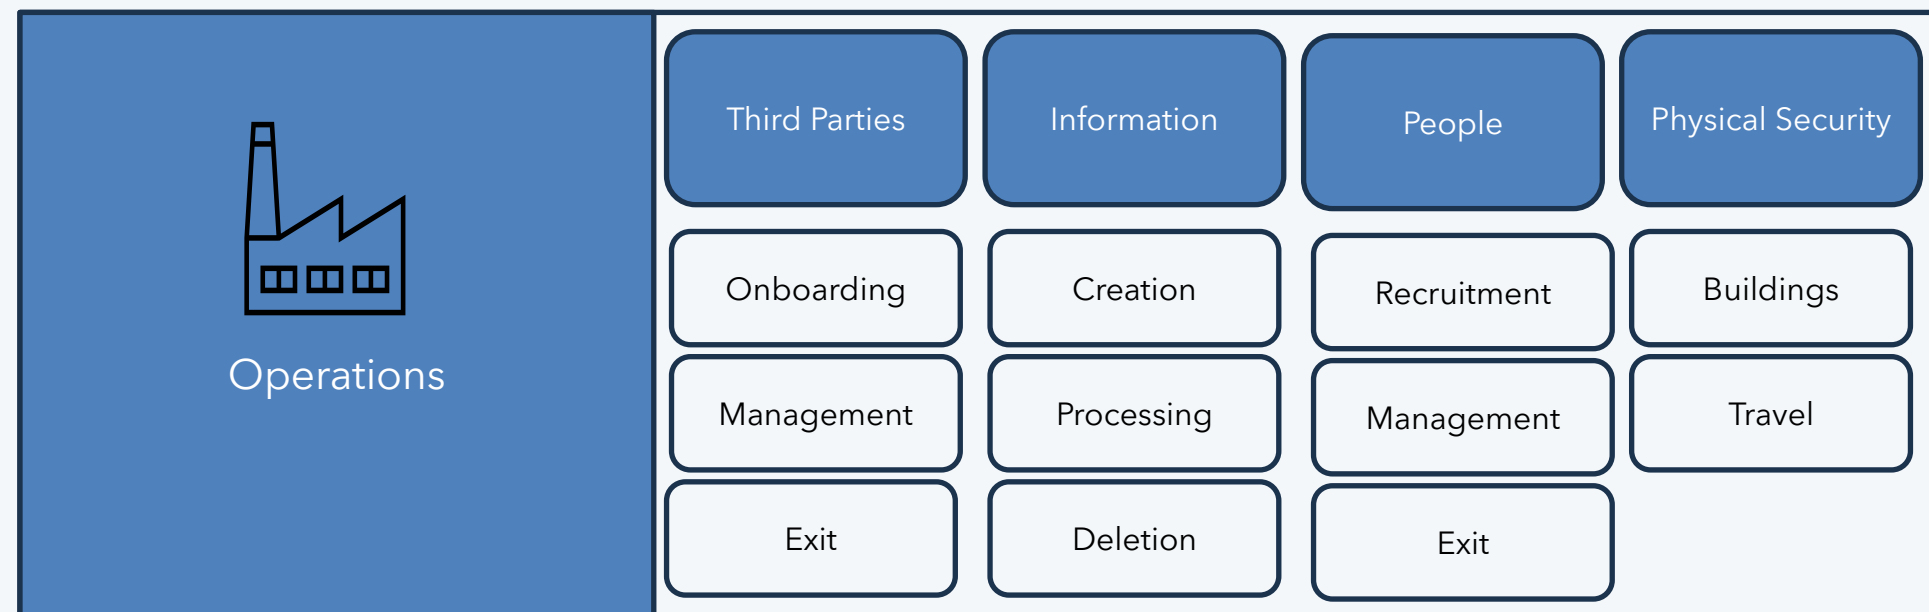 Operations
Third Parties
Information
People
Physical Security
Onboarding
Creation
Recruitment
Buildings
Management
Processing
Management
Travel
Exit
Deletion
Exit